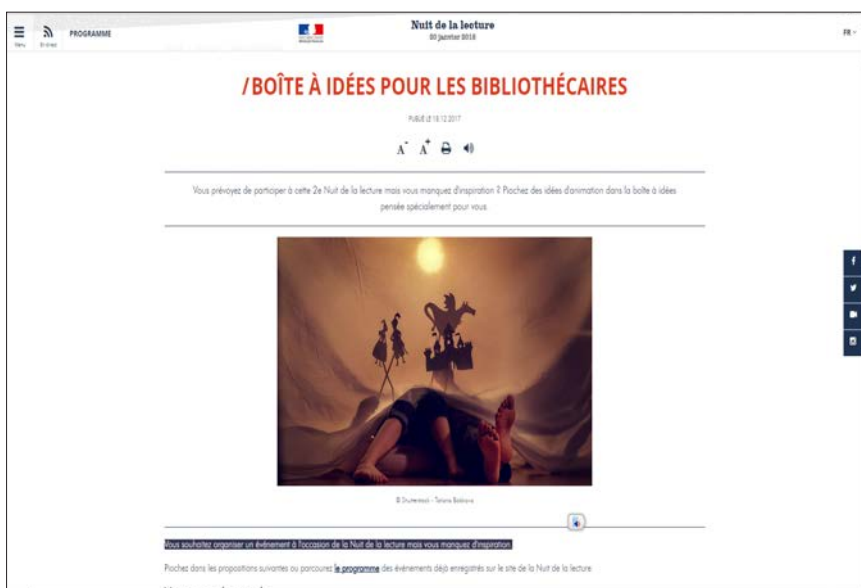 Nuit de la lecture
20 janvier 2018
Menu
En direct
PROGRAMME
FR
/BOÎTE À IDÉES POUR LES BIBLIOTHÉCAIRES
PUBLIÉ LE 18.12.2017
A- A+
Vous prévoyez de participer à cette 2e Nuit de la lecture mais vous manquez d'inspiration ? Piochez des idées d'animation dans la boîte à idées
pensée spécialement pour vous.
© Shutterstock -
Vous souhaitez organiser un événement à l'occasion de la Nuit de la lecture mais vous manquez d'inspiration
Piochez dans les propositions suivantes ou parcourez le programme des événements déjà enregistrés sur le site de la Nuit de la lecture